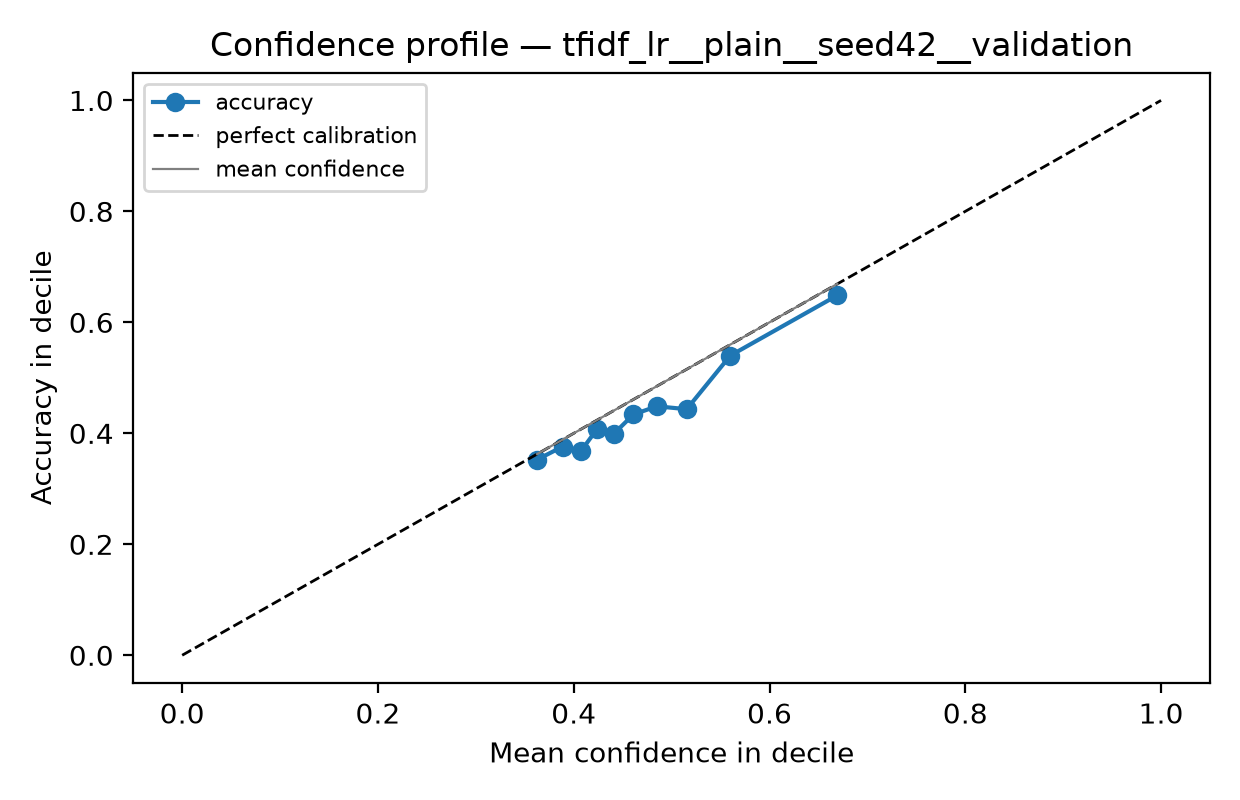 Confidence profile — tfidf_lr__plain__seed42__validation
accuracy
perfect calibration
mean confidence
1.0
0.8
0.6
0.4
0.2
0.0
Accuracy in decile
0.0 0.2 0.4 0.6 0.8 1.0
Mean confidence in decile